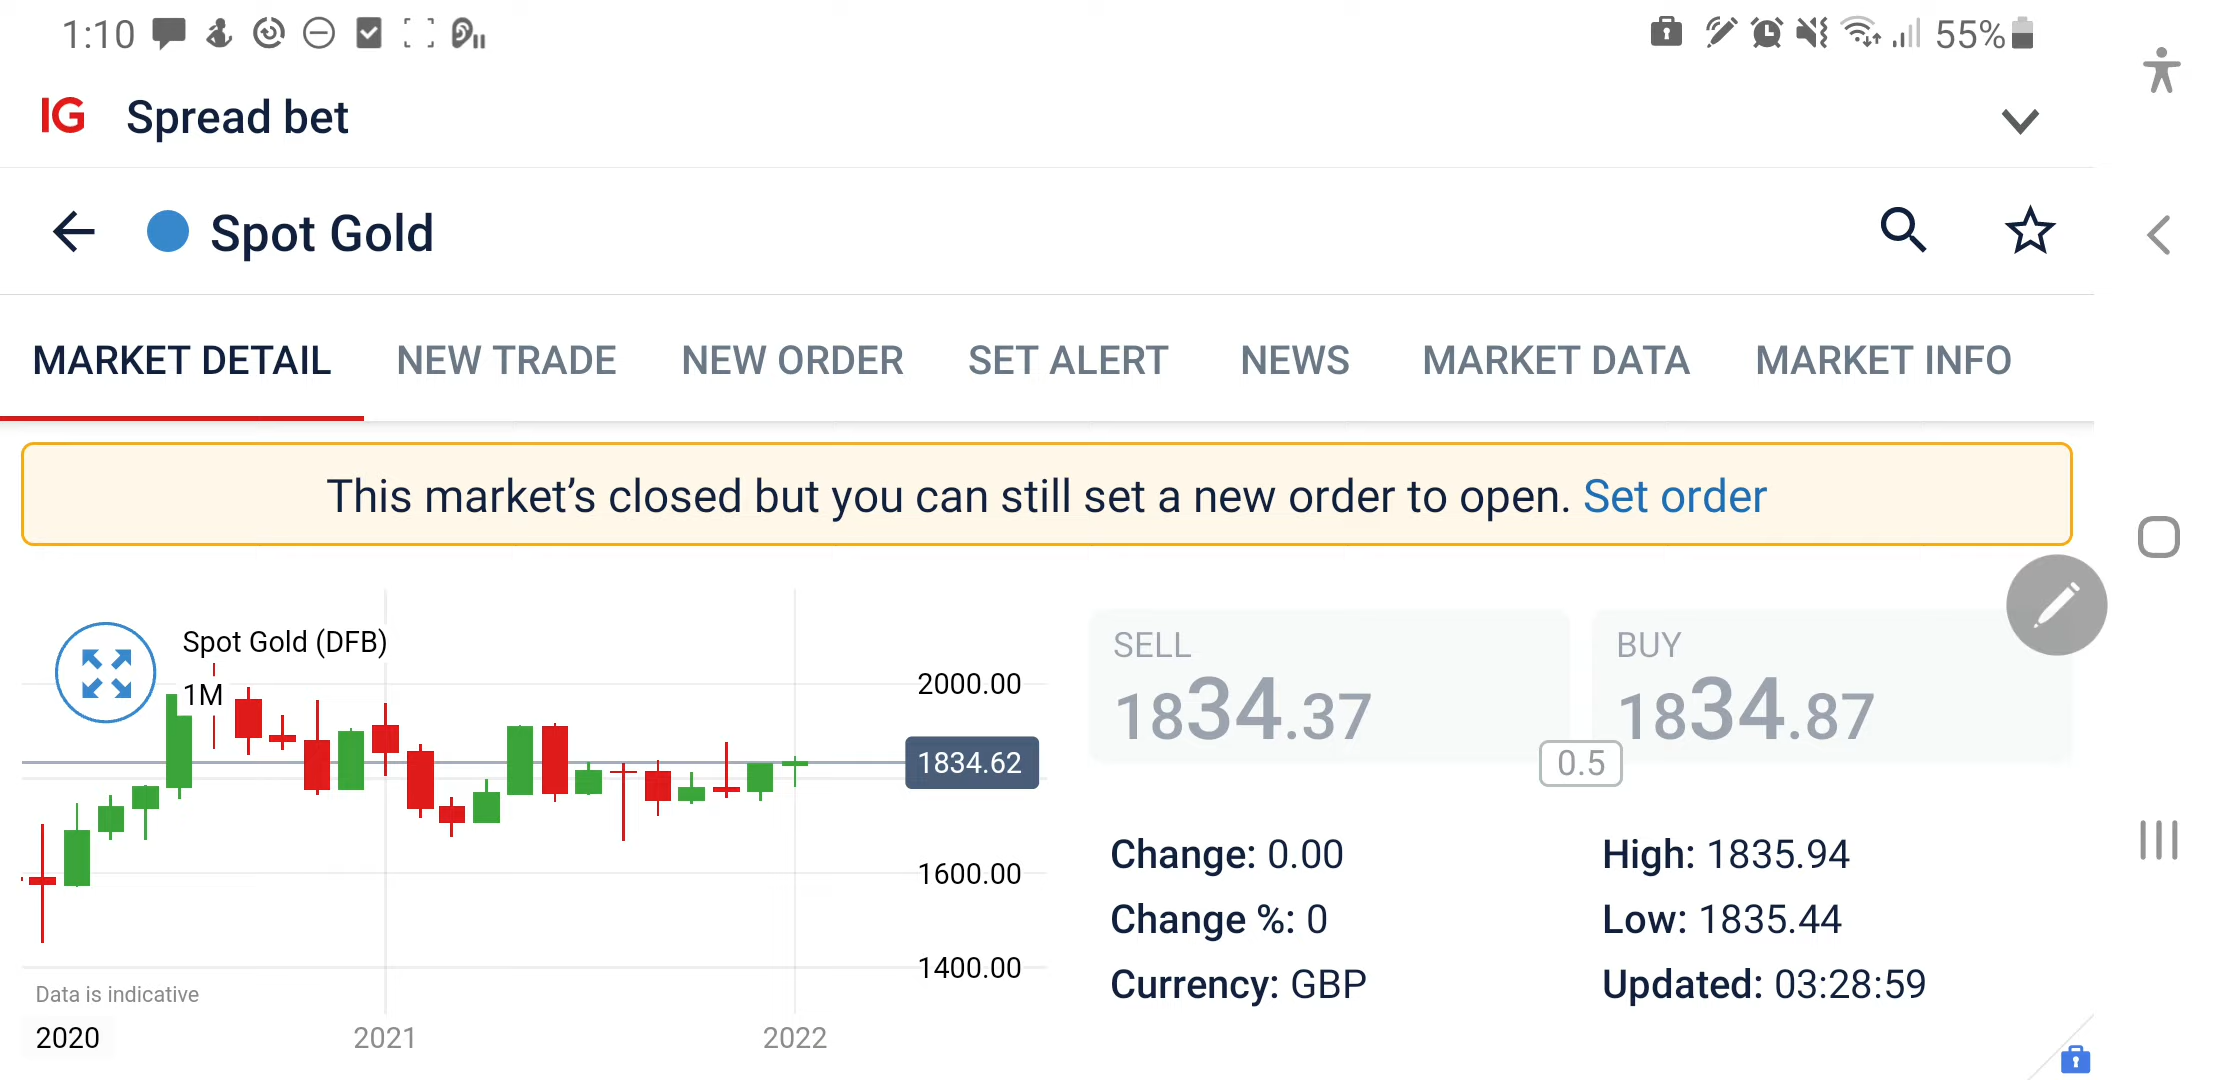 1:10
55%
IG Spread bet
Spot Gold
MARKET DETAIL NEW TRADE NEW ORDER SET ALERT NEWS MARKET DATA MARKET INFO
This market’s closed but you can still set a new order to open. Set order
Spot Gold (DFB)
1M
2000.00
1834.62
1600.00
1400.00
Data is indicative
2020 2021 2022
SELL
1834.37
BUY
1834.87
0.5
Change: 0.00
High: 1835.94
Change %: 0
Low: 1835.44
Currency: GBP
Updated: 03:28:59